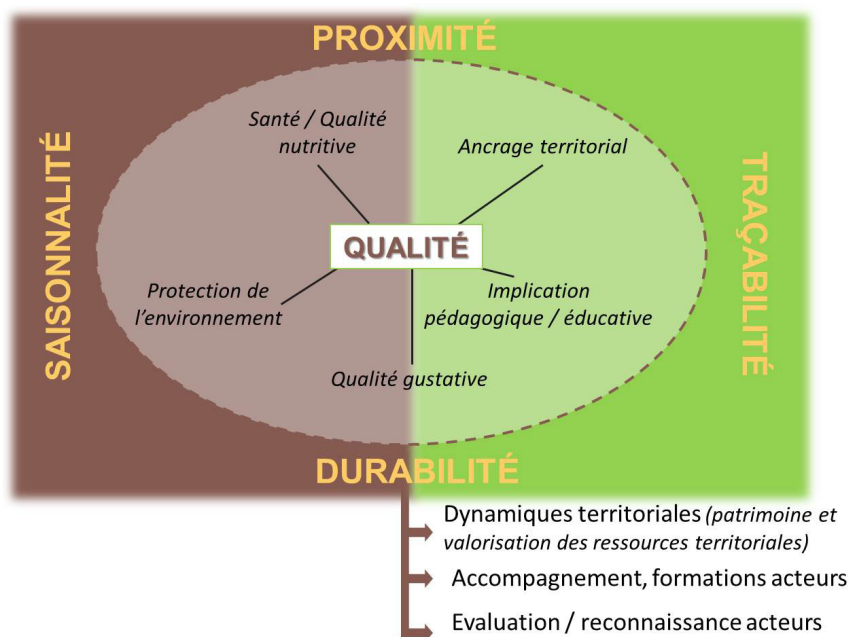 PROXIMITÉ
Santé / Qualité
nutritive
Ancrage territorial
SAISONNALITÉ
TRAÇABILITÉ
QUALITÉ
Protection de
l'environnement
Implication
pédagogique / éducative
Qualité gustative
DURABILITÉ
Dynamiques territoriales (patrimoine et
valorisation des ressources territoriales)
Accompagnement, formations acteurs
Evaluation / reconnaissance acteurs